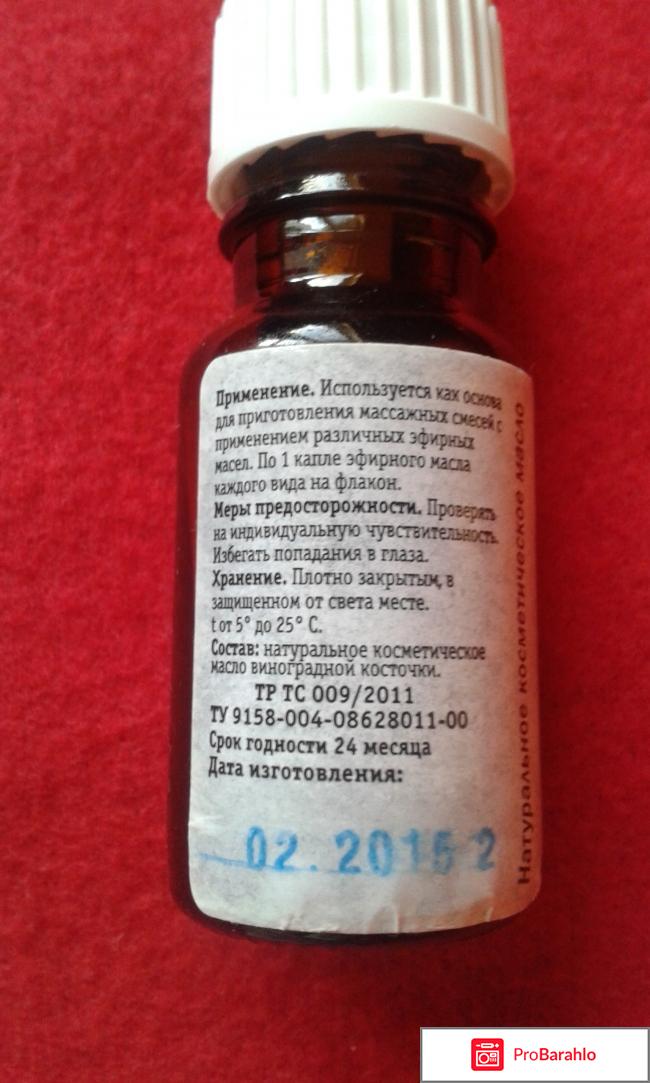 Применение. Используется как основа
для приготовления массажных смесей с
применением различных эфирных
масел. По 1 капле эфирного масла
каждого вида на флакон.
Меры предосторожности. Проверять
на индивидуальную чувствительность.
Избегать попадания в глаза.
Хранение. Плотно закрытым, в
защищенном от света месте.
t от 5° до 25° С.
Состав: натуральное косметическое
масло виноградной косточки.
ТР ТС 009/2011
ТУ 9158-004-08628011-00
Срок годности 24 месяца
Дата изготовления:
02.2015 2
Натуральное косметическое масло
ProBarahlo